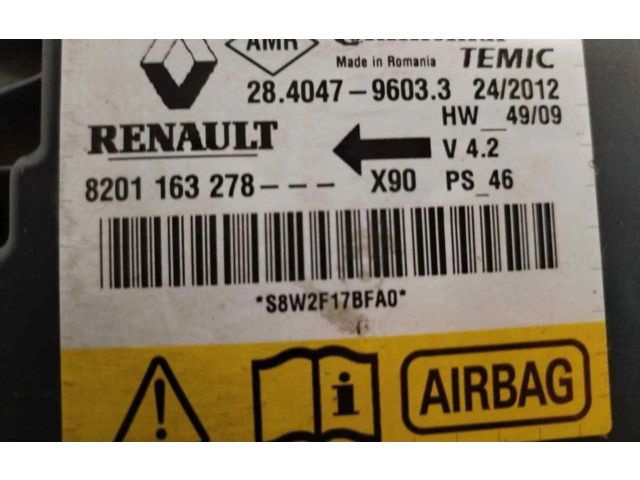 AMR
Made in Romania TEMIC
28.4047-9603.3 24/2012
HW_49/09
RENAULT
V 4.2
8201 163 278--- X90 PS_46
*S8W2F17BFA0*
i
AIRBAG